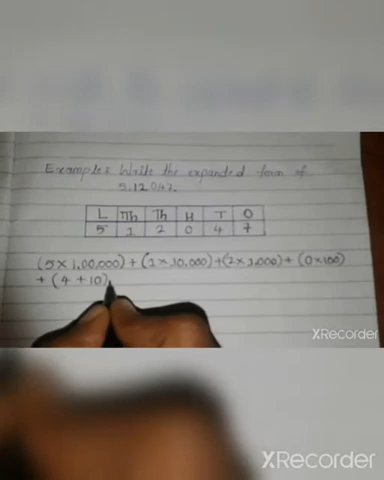 Examples Write the expanded form of
5,12,047.
L TTh Th H T O
5 1 2 0 4 7
(5 × 1,00,000) + (1 × 10,000) + (2 × 1,000) + (0 × 100)
+ (4 + 10)
XRecorder
XRecorder